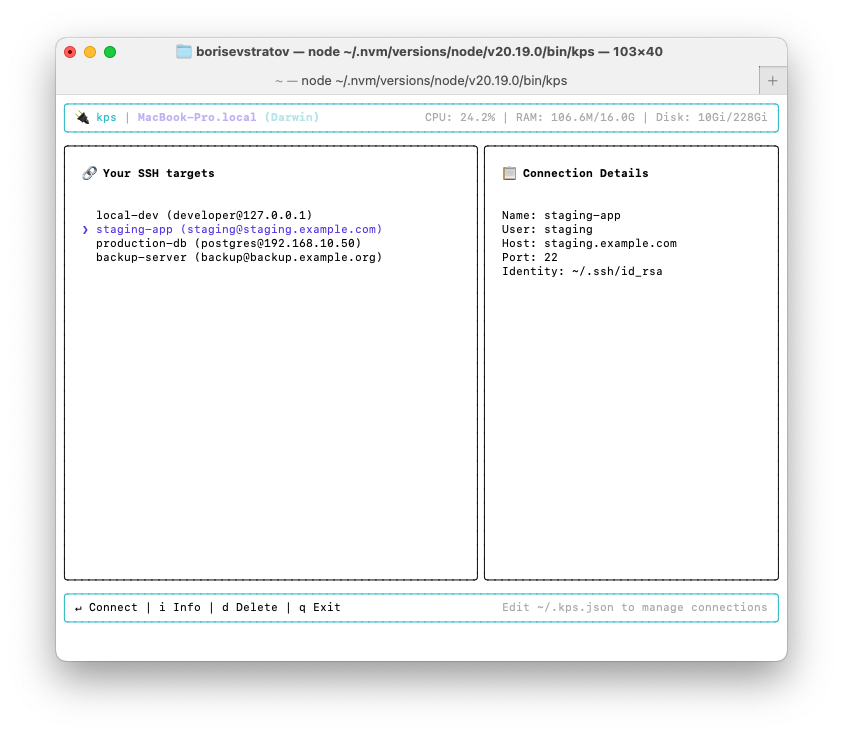 borisevstratov — node ~/.nvm/versions/node/v20.19.0/bin/kps — 103×40
~ — node ~/.nvm/versions/node/v20.19.0/bin/kps +
kps | MacBook-Pro.local (Darwin) CPU: 24.2% | RAM: 106.6M/16.0G | Disk: 10Gi/228Gi
Your SSH targets
local-dev (developer@127.0.0.1)
❯ staging-app (staging@staging.example.com)
production-db (postgres@192.168.10.50)
backup-server (backup@backup.example.org)
Connection Details
Name: staging-app
User: staging
Host: staging.example.com
Port: 22
Identity: ~/.ssh/id_rsa
↵ Connect | i Info | d Delete | q Exit Edit ~/.kps.json to manage connections